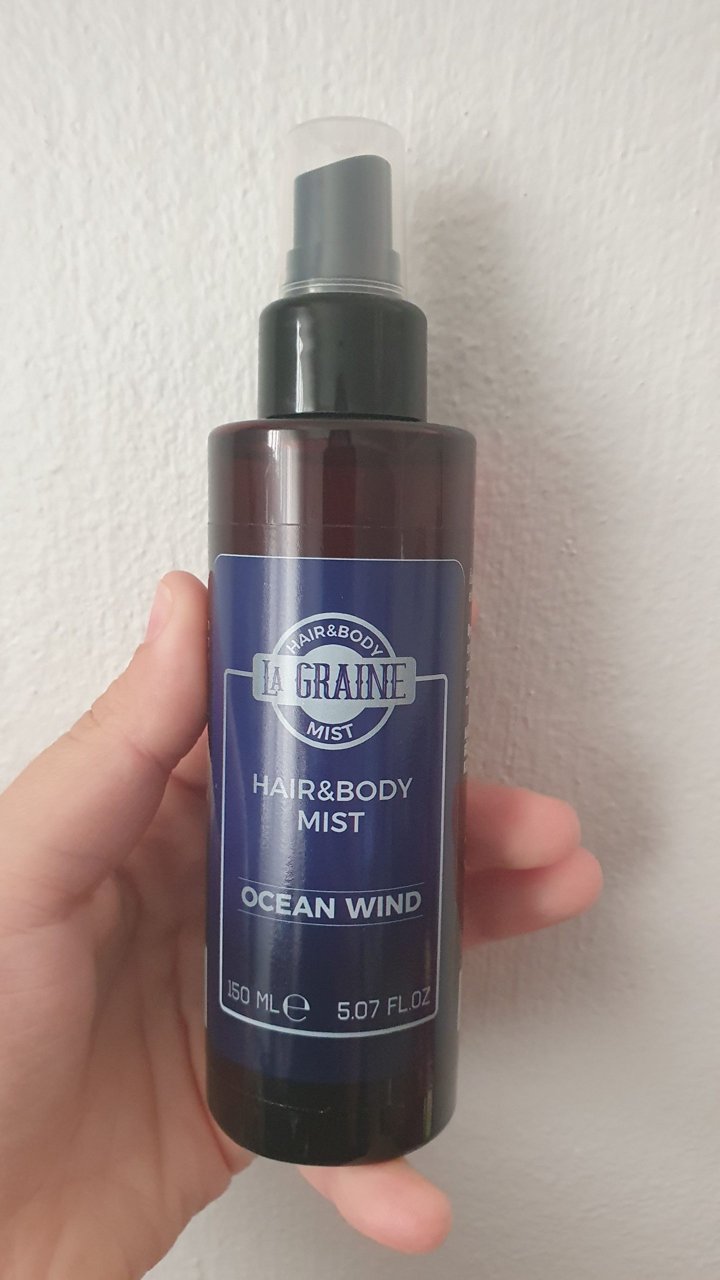 HAIR&BODY
LA GRAINE
MIST
HAIR&BODY
MIST
OCEAN WIND
150 ML℮ 5.07 FL.OZ